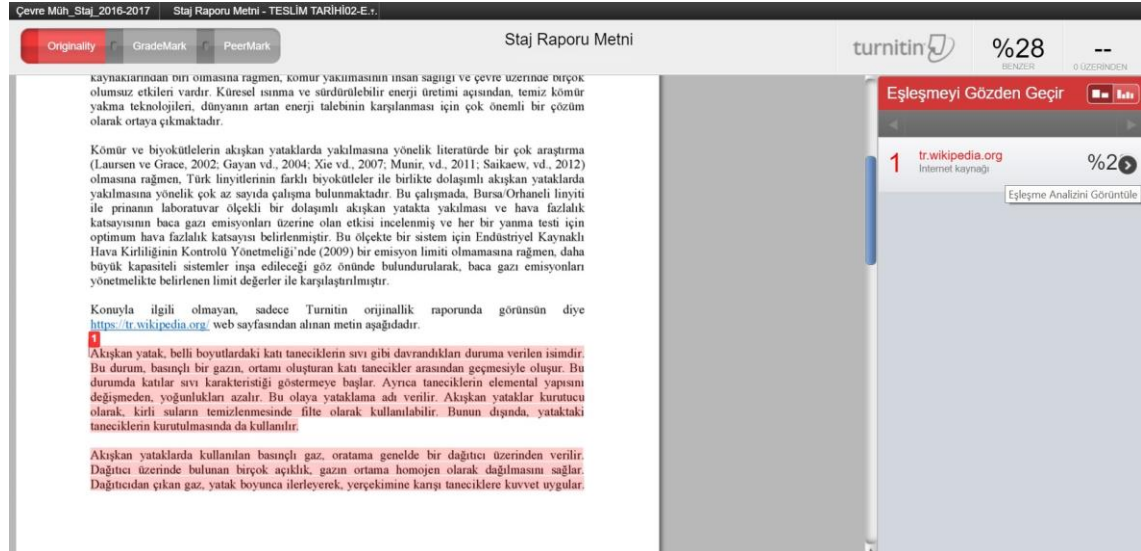 Çevre Müh_Staj_2016-2017 Staj Raporu Metni - TESLİM TARİHİ02-E.
Originality GradeMark PeerMark
Staj Raporu Metni
turnitin
%28
BENZER
--
0 ÜZERİNDEN
kaynaklarından biri olmasına rağmen, kömür yakılmasının insan sağlığı ve çevre üzerinde birçok
olumsuz etkileri vardır. Küresel ısınma ve sürdürülebilir enerji üretimi açısından, temiz kömür
yakma teknolojileri, dünyanın artan enerji talebinin karşılanması için çok önemli bir çözüm
olarak ortaya çıkmaktadır.
Kömür ve biyokütlelerin akışkan yataklarda yakılmasına yönelik literatürde bir çok araştırma
(Laursen ve Grace, 2002; Gayan vd., 2004; Xie vd., 2007; Munir, vd., 2011; Saikaew, vd., 2012)
olmasına rağmen, Türk linyitlerinin farklı biyokütleler ile birlikte dolaşımlı akışkan yataklarda
yakılmasına yönelik çok az sayıda çalışma bulunmaktadır. Bu çalışmada, Bursa/Orhaneli linyiti
ile prinanın laboratuvar ölçekli bir dolaşımlı akışkan yatakta yakılması ve hava fazlalık
katsayısının baca gazı emisyonları üzerine olan etkisi incelenmiş ve her bir yanma testi için
optimum hava fazlalık katsayısı belirlenmiştir. Bu ölçekte bir sistem için Endüstriyel Kaynaklı
Hava Kirliliğinin Kontrolü Yönetmeliği'nde (2009) bir emisyon limiti olmamasına rağmen, daha
büyük kapasiteli sistemler inşa edileceği göz önünde bulundurularak, baca gazı emisyonları
yönetmelikte belirlenen limit değerler ile karşılaştırılmıştır.
Konuyla ilgili olmayan, sadece Turnitin orijinallik raporunda görünsün diye
https://tr.wikipedia.org/ web sayfasından alınan metin aşağıdadır.
1
Akışkan yatak, belli boyutlardaki katı taneciklerin sıvı gibi davrandıkları duruma verilen isimdir.
Bu durum, basınçlı bir gazın, ortamı oluşturan katı tanecikler arasından geçmesiyle oluşur. Bu
durumda katılar sıvı karakteristiği göstermeye başlar. Ayrıca taneciklerin elemental yapısını
değişmeden, yoğunlukları azalır. Bu olaya yataklama adı verilir. Akışkan yataklar kurutucu
olarak, kirli suların temizlenmesinde filte olarak kullanılabilir. Bunun dışında, yataktaki
taneciklerin kurutulmasında da kullanılır.
Akışkan yataklarda kullanılan basınçlı gaz, oratama genelde bir dağıtıcı üzerinden verilir.
Dağıtıcı üzerinde bulunan birçok açıklık, gazın ortama homojen olarak dağılmasını sağlar.
Dağıtıcıdan çıkan gaz, yatak boyunca ilerleyerek, yerçekimine karşı taneciklere kuvvet uygular.
Eşleşmeyi Gözden Geçir
1 tr.wikipedia.org %2
İnternet kaynağı
Eşleşme Analizini Görüntüle